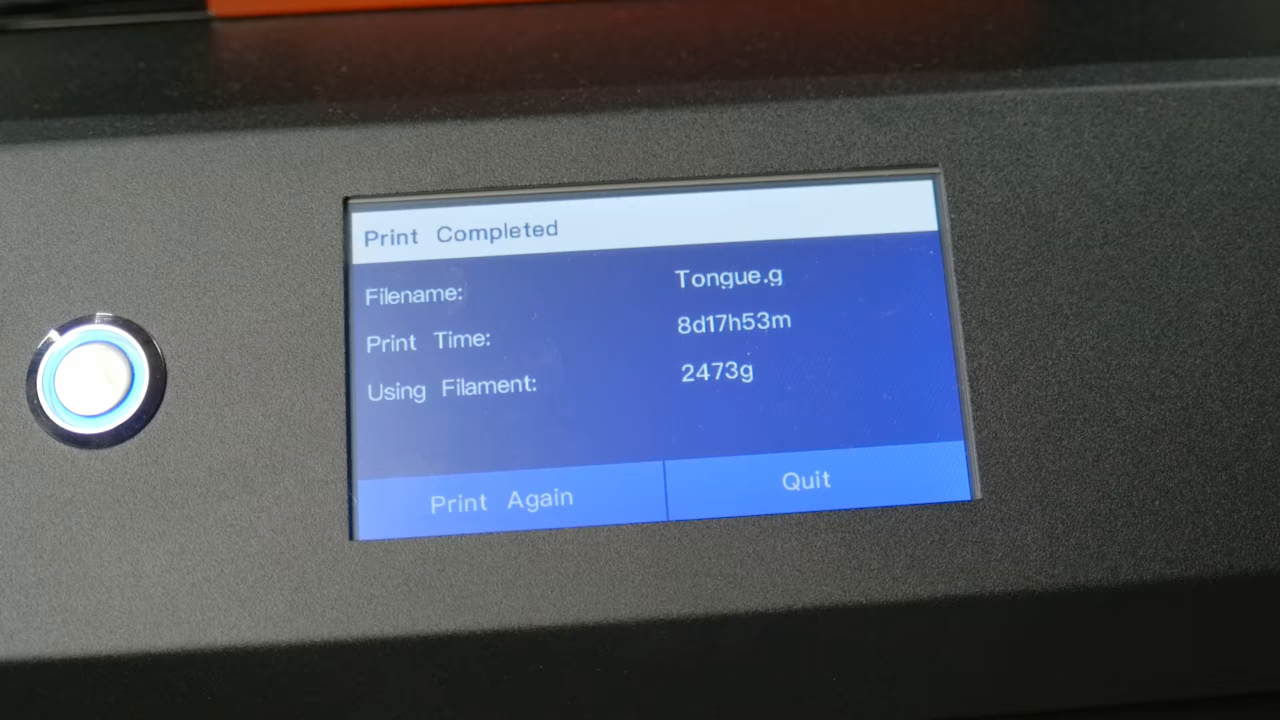 Print Completed
Filename: Tongue.g
Print Time: 8d17h53m
Using Filament: 2473g
Print Again Quit